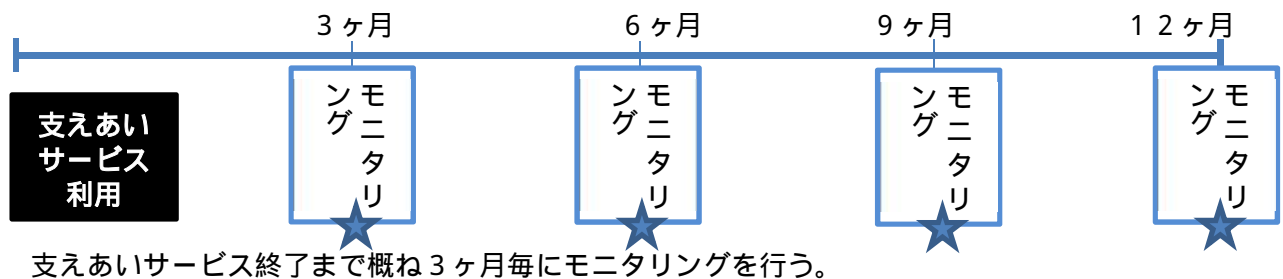 3ヶ月
6ヶ月
9ヶ月
12ヶ月
支えあい
サービス
利用
モニタリ
ング
モニタリ
ング
モニタリ
ング
モニタリ
ング
支えあいサービス終了まで概ね3ヶ月毎にモニタリングを行う。